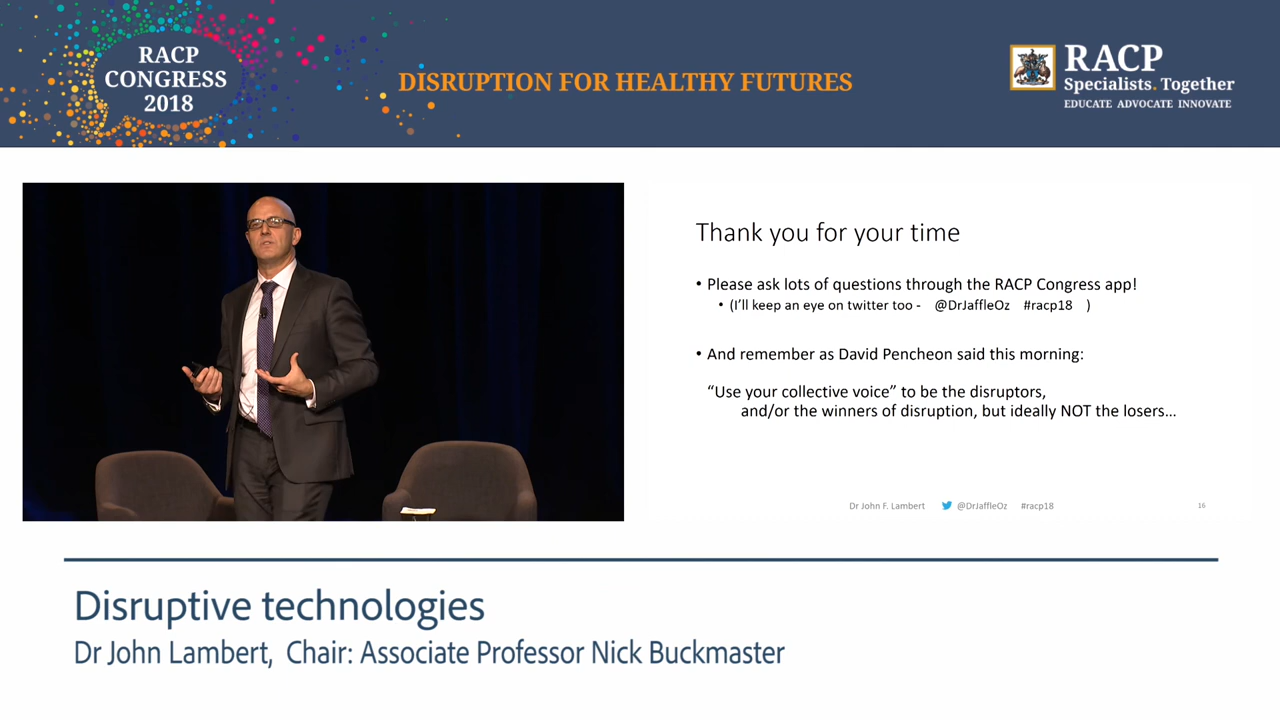 RACP
CONGRESS
2018
DISRUPTION FOR HEALTHY FUTURES
RACP
Specialists. Together
EDUCATE ADVOCATE INNOVATE
Thank you for your time
• Please ask lots of questions through the RACP Congress app!
• (I'll keep an eye on twitter too - @DrJaffleOz #racp18 )
• And remember as David Pencheon said this morning:
“Use your collective voice” to be the disruptors,
and/or the winners of disruption, but ideally NOT the losers...
Dr John F. Lambert @DrJaffleOz #racp18 16
Disruptive technologies
Dr John Lambert, Chair: Associate Professor Nick Buckmaster